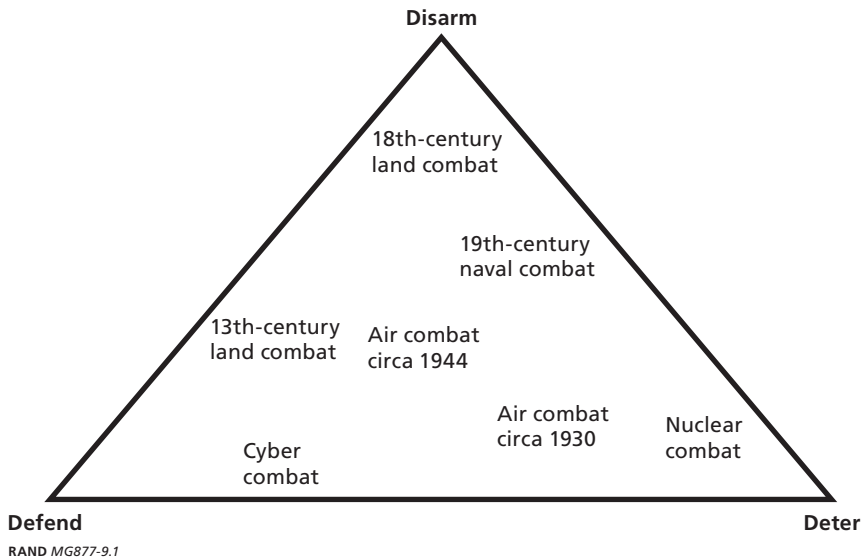 Disarm
18th-century
land combat
19th-century
naval combat
13th-century
land combat
Air combat
circa 1944
Air combat
circa 1930
Nuclear
combat
Cyber
combat
Defend
Deter
RAND MG877-9.1